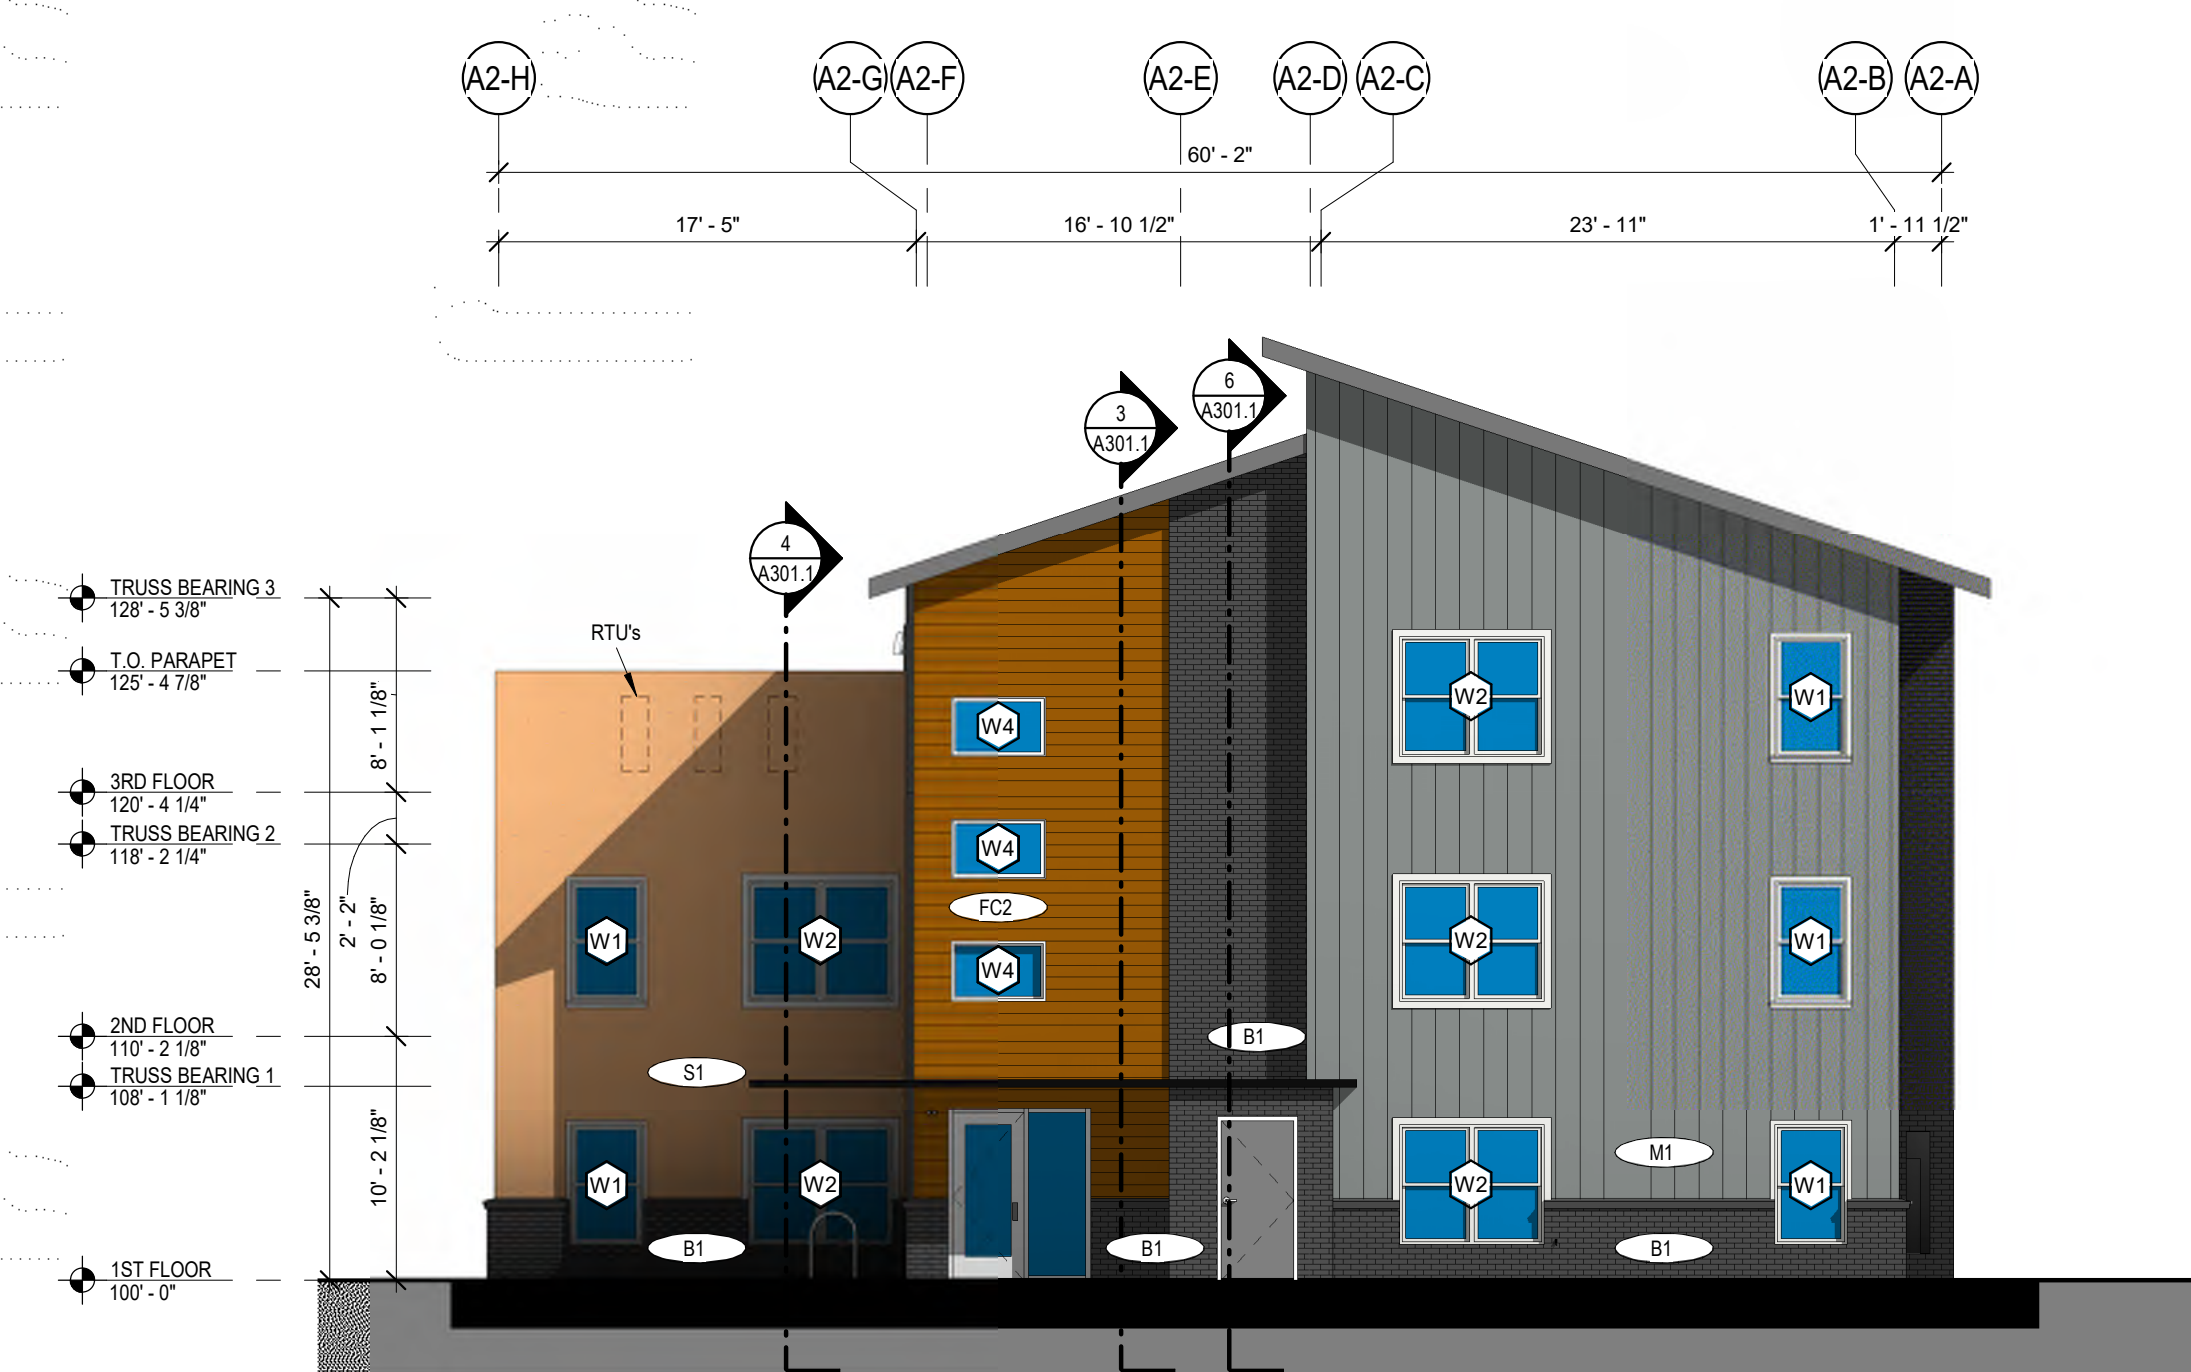 A2-H A2-G A2-F A2-E A2-D A2-C A2-B A2-A
60' - 2"
17' - 5" 16' - 10 1/2" 23' - 11" 1' - 11 1/2"
6
A301.1
3
A301.1
4
A301.1
TRUSS BEARING 3
128' - 5 3/8"
RTU's
T.O. PARAPET
125' - 4 7/8"
3RD FLOOR
120' - 4 1/4"
TRUSS BEARING 2
118' - 2 1/4"
2ND FLOOR
110' - 2 1/8"
TRUSS BEARING 1
108' - 1 1/8"
1ST FLOOR
100' - 0"
28' - 5 3/8"
2' - 2"
8' - 1 1/8"
8' - 0 1/8"
10' - 2 1/8"
W4 W2 W1
W4
FC2
W1 W2 W4 W2 W1
B1
S1
M1
W1 W2 W2 W1
B1 B1 B1